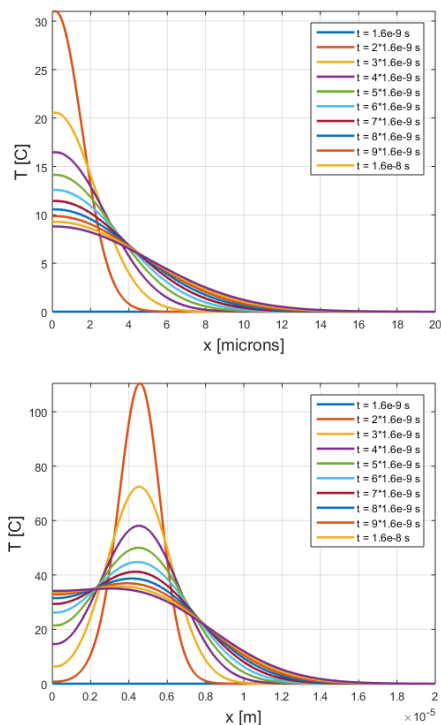 30
25
20
15
10
5
0
T [C]
t = 1.6e-9 s
t = 2*1.6e-9 s
t = 3*1.6e-9 s
t = 4*1.6e-9 s
t = 5*1.6e-9 s
t = 6*1.6e-9 s
t = 7*1.6e-9 s
t = 8*1.6e-9 s
t = 9*1.6e-9 s
t = 1.6e-8 s
0 2 4 6 8 10 12 14 16 18 20
x [microns]
100
80
60
40
20
0
T [C]
t = 1.6e-9 s
t = 2*1.6e-9 s
t = 3*1.6e-9 s
t = 4*1.6e-9 s
t = 5*1.6e-9 s
t = 6*1.6e-9 s
t = 7*1.6e-9 s
t = 8*1.6e-9 s
t = 9*1.6e-9 s
t = 1.6e-8 s
0 0.2 0.4 0.6 0.8 1 1.2 1.4 1.6 1.8 2
x [m]
×10⁻⁵